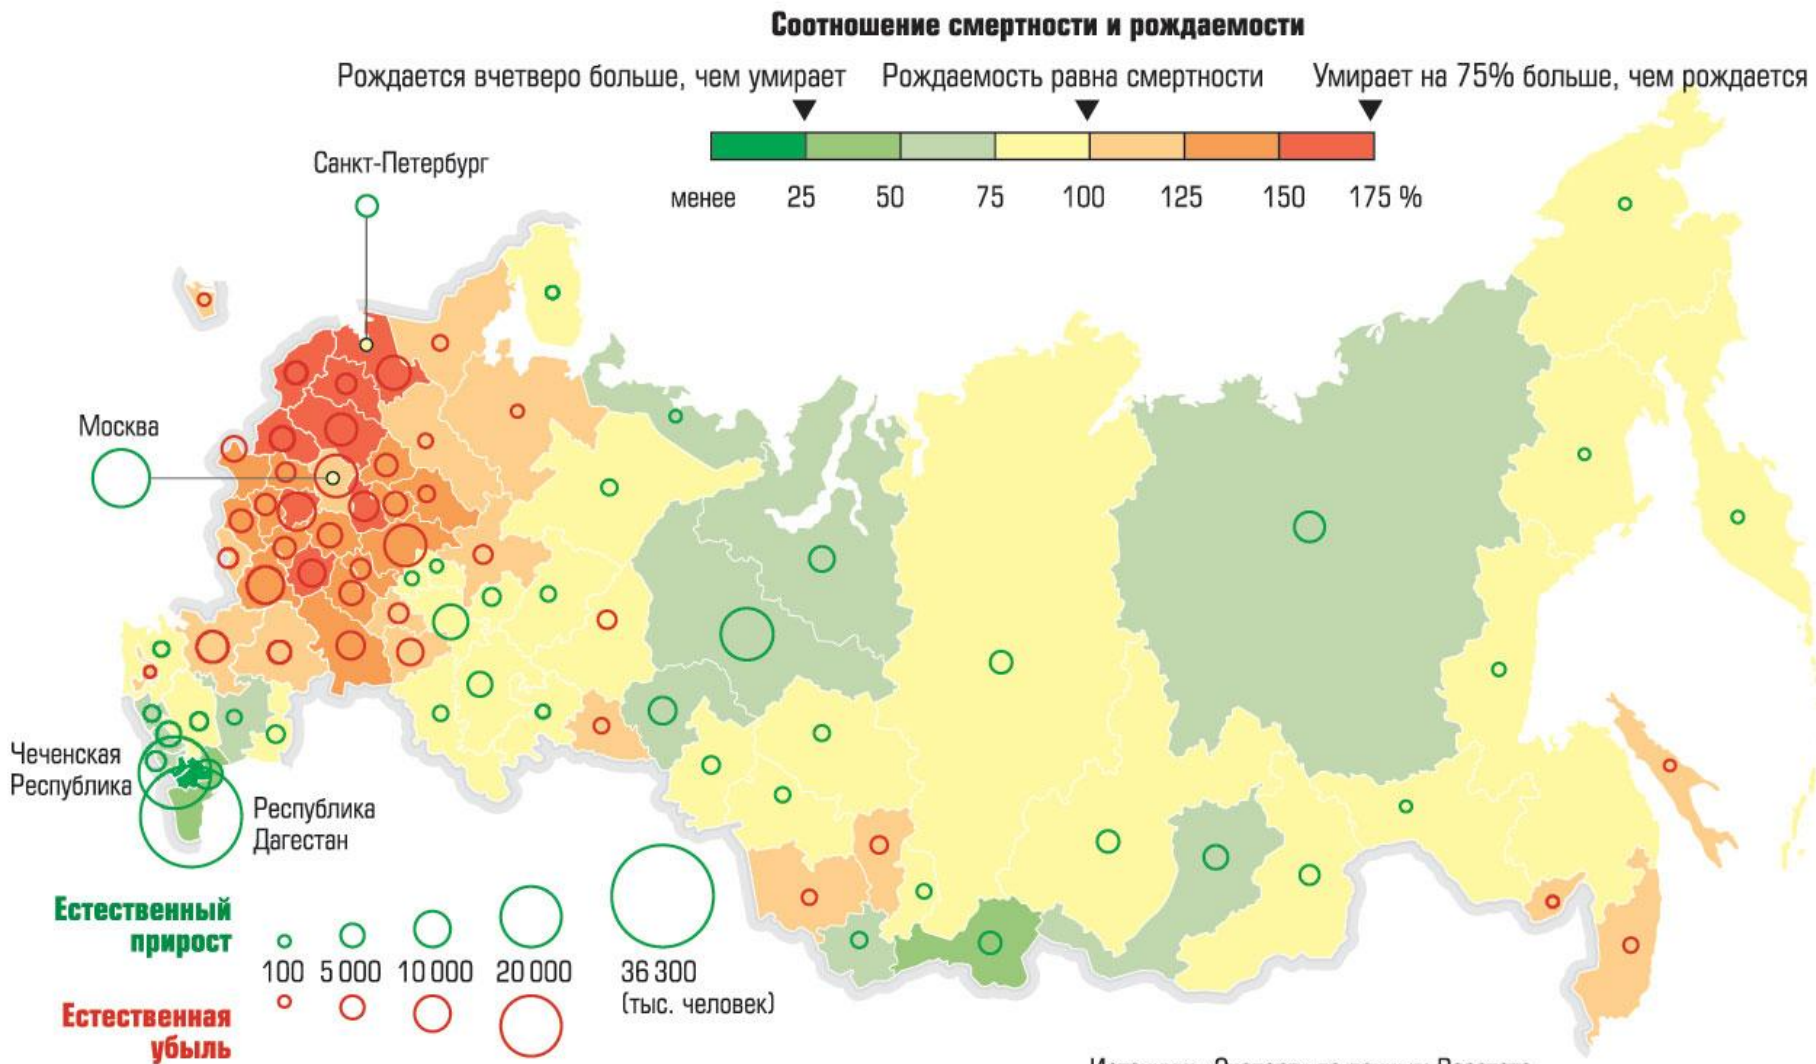 Соотношение смертности и рождаемости
Рождается вчетверо больше, чем умирает
Рождаемость равна смертности
Умирает на 75% больше, чем рождается
менее 25 50 75 100 125 150 175 %
Санкт-Петербург
Москва
Чеченская
Республика
Республика
Дагестан
Естественный
прирост
100 5 000 10 000 20 000 36 300
(тыс. человек)
Естественная
убыль